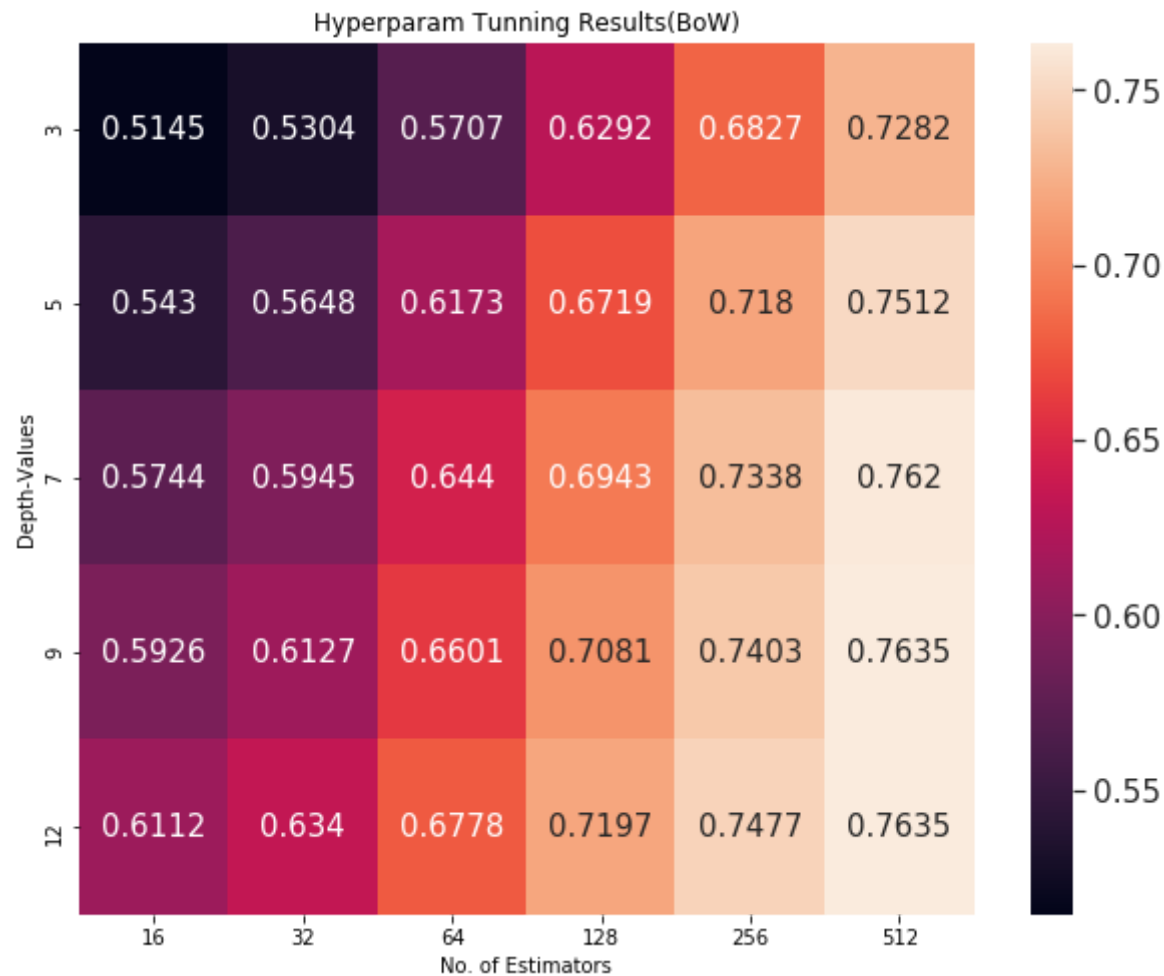 Hyperparam Tunning Results(BoW)
3 0.5145 0.5304 0.5707 0.6292 0.6827 0.7282
5 0.543 0.5648 0.6173 0.6719 0.718 0.7512
7 0.5744 0.5945 0.644 0.6943 0.7338 0.762
9 0.5926 0.6127 0.6601 0.7081 0.7403 0.7635
12 0.6112 0.634 0.6778 0.7197 0.7477 0.7635
16 32 64 128 256 512
No. of Estimators
Depth-Values
0.75
0.70
0.65
0.60
0.55